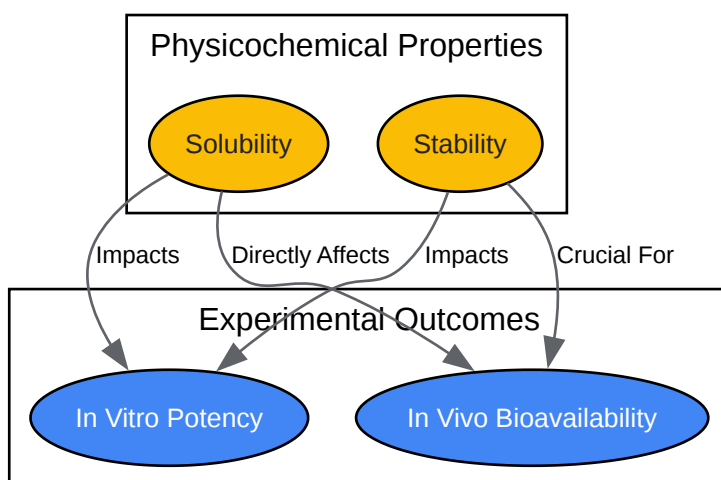 Physicochemical Properties
Solubility
Stability
Impacts
Directly Affects
Impacts
Crucial For
Experimental Outcomes
In Vitro Potency
In Vivo Bioavailability